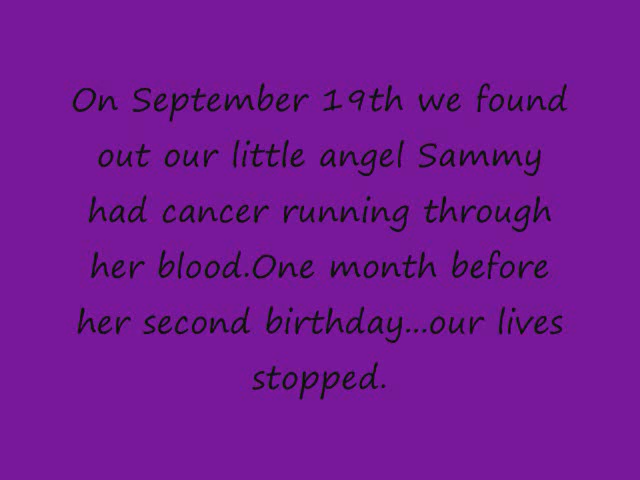 On September 19th we found
out our little angel Sammy
had cancer running through
her blood.One month before
her second birthday...our lives
stopped.